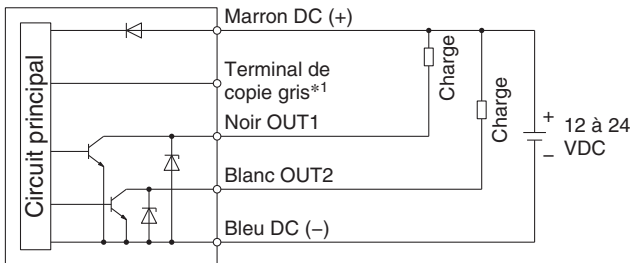 Marron DC (+)
Circuit principal
Terminal de
copie gris*1
Noir OUT1
Blanc OUT2
Bleu DC (−)
Charge
Charge
+
12 à 24
VDC
−